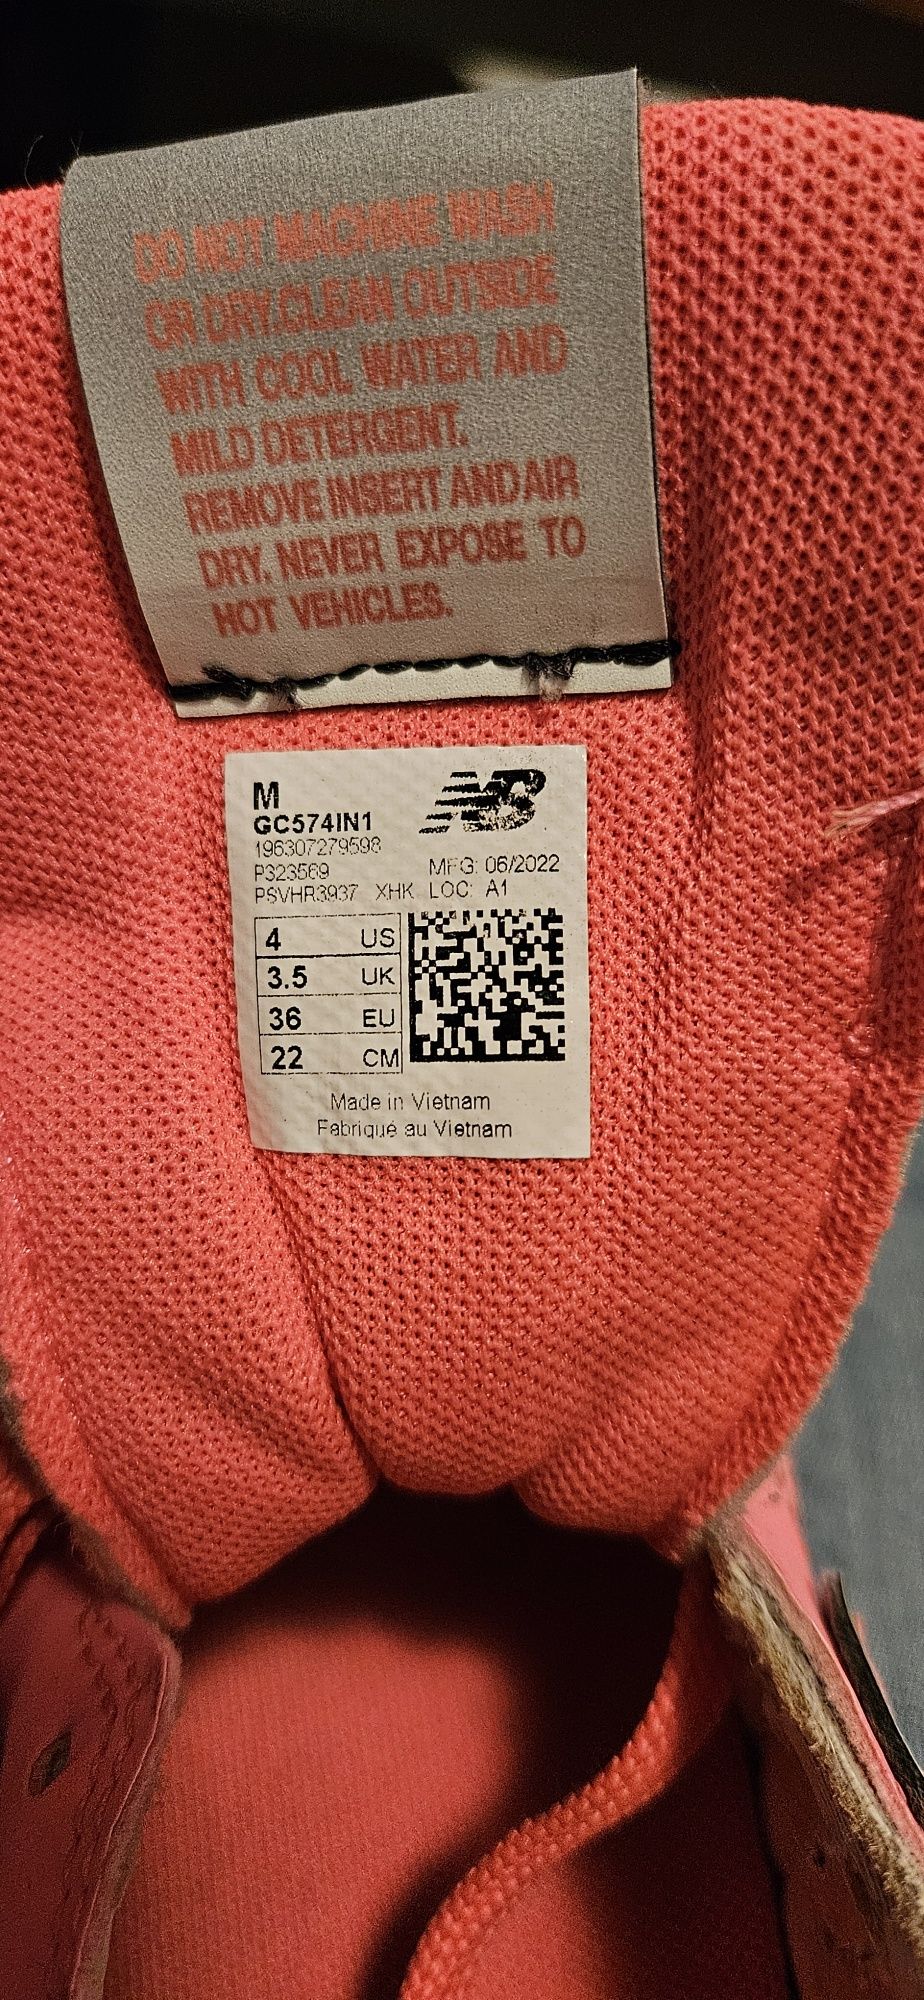 DO NOT MACHINE WASH
OR DRY.CLEAN OUTSIDE
WITH COOL WATER AND
MILD DETERGENT.
REMOVE INSERT AND AIR
DRY. NEVER EXPOSE TO
HOT VEHICLES.
M
NB
GC574IN1
196307279598
P323569 MFG: 06/2022
PSVHR3937 XHK LOC: A1
4 US
3.5 UK
36 EU
22 CM
Made in Vietnam
Fabriqué au Vietnam